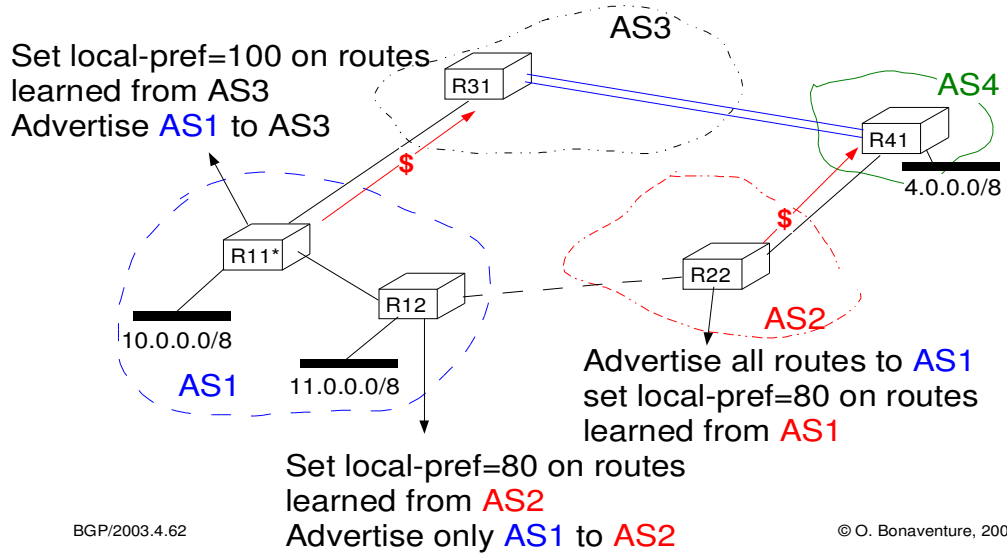 Set local-pref=100 on routes
learned from AS3
Advertise AS1 to AS3
AS3
R31
AS4
R41
4.0.0.0/8
$
$
R11*
R12
R22
10.0.0.0/8
11.0.0.0/8
AS1
AS2
Advertise all routes to AS1
set local-pref=80 on routes
learned from AS1
Set local-pref=80 on routes
learned from AS2
Advertise only AS1 to AS2
BGP/2003.4.62
© O. Bonaventure, 200